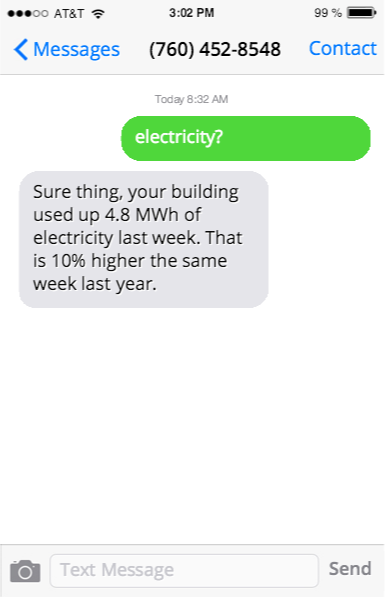 AT&T 3:02 PM 99 %
Messages (760) 452-8548 Contact
Today 8:32 AM
electricity?
Sure thing, your building
used up 4.8 MWh of
electricity last week. That
is 10% higher the same
week last year.
Text Message Send